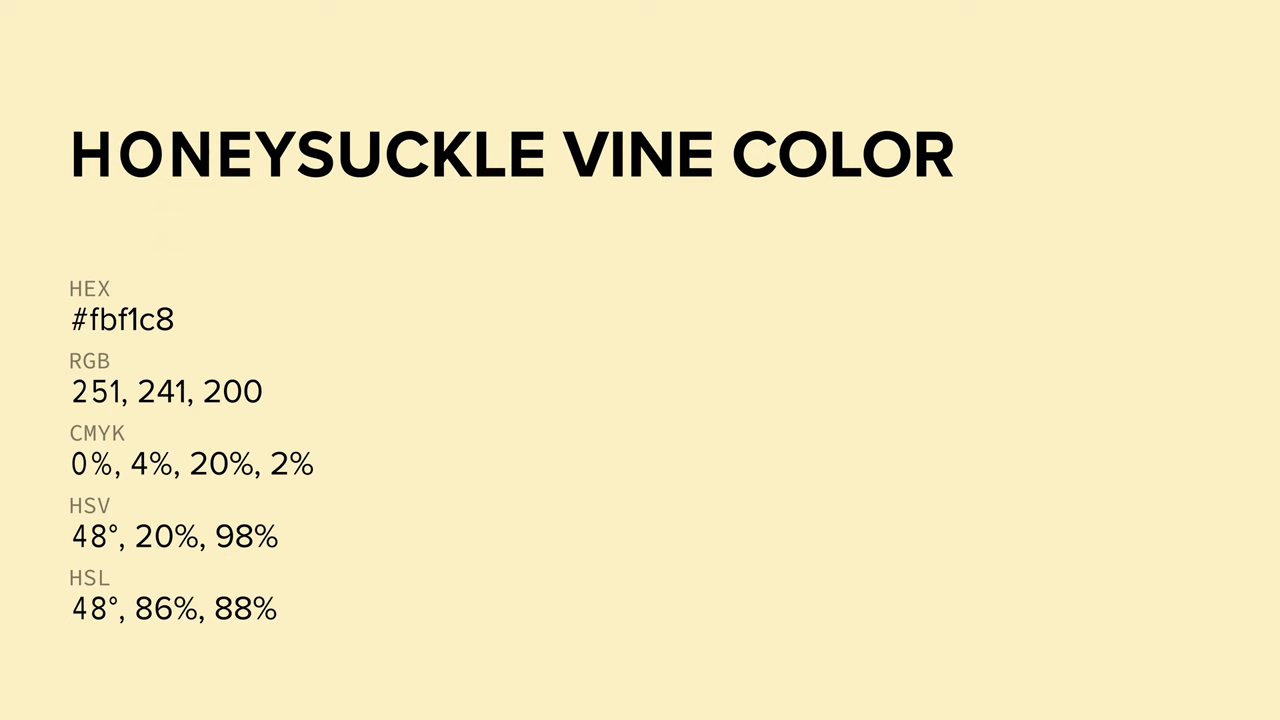 HONEYSUCKLE VINE COLOR
HEX
#fbf1c8
RGB
251, 241, 200
CMYK
0%, 4%, 20%, 2%
HSV
48°, 20%, 98%
HSL
48°, 86%, 88%